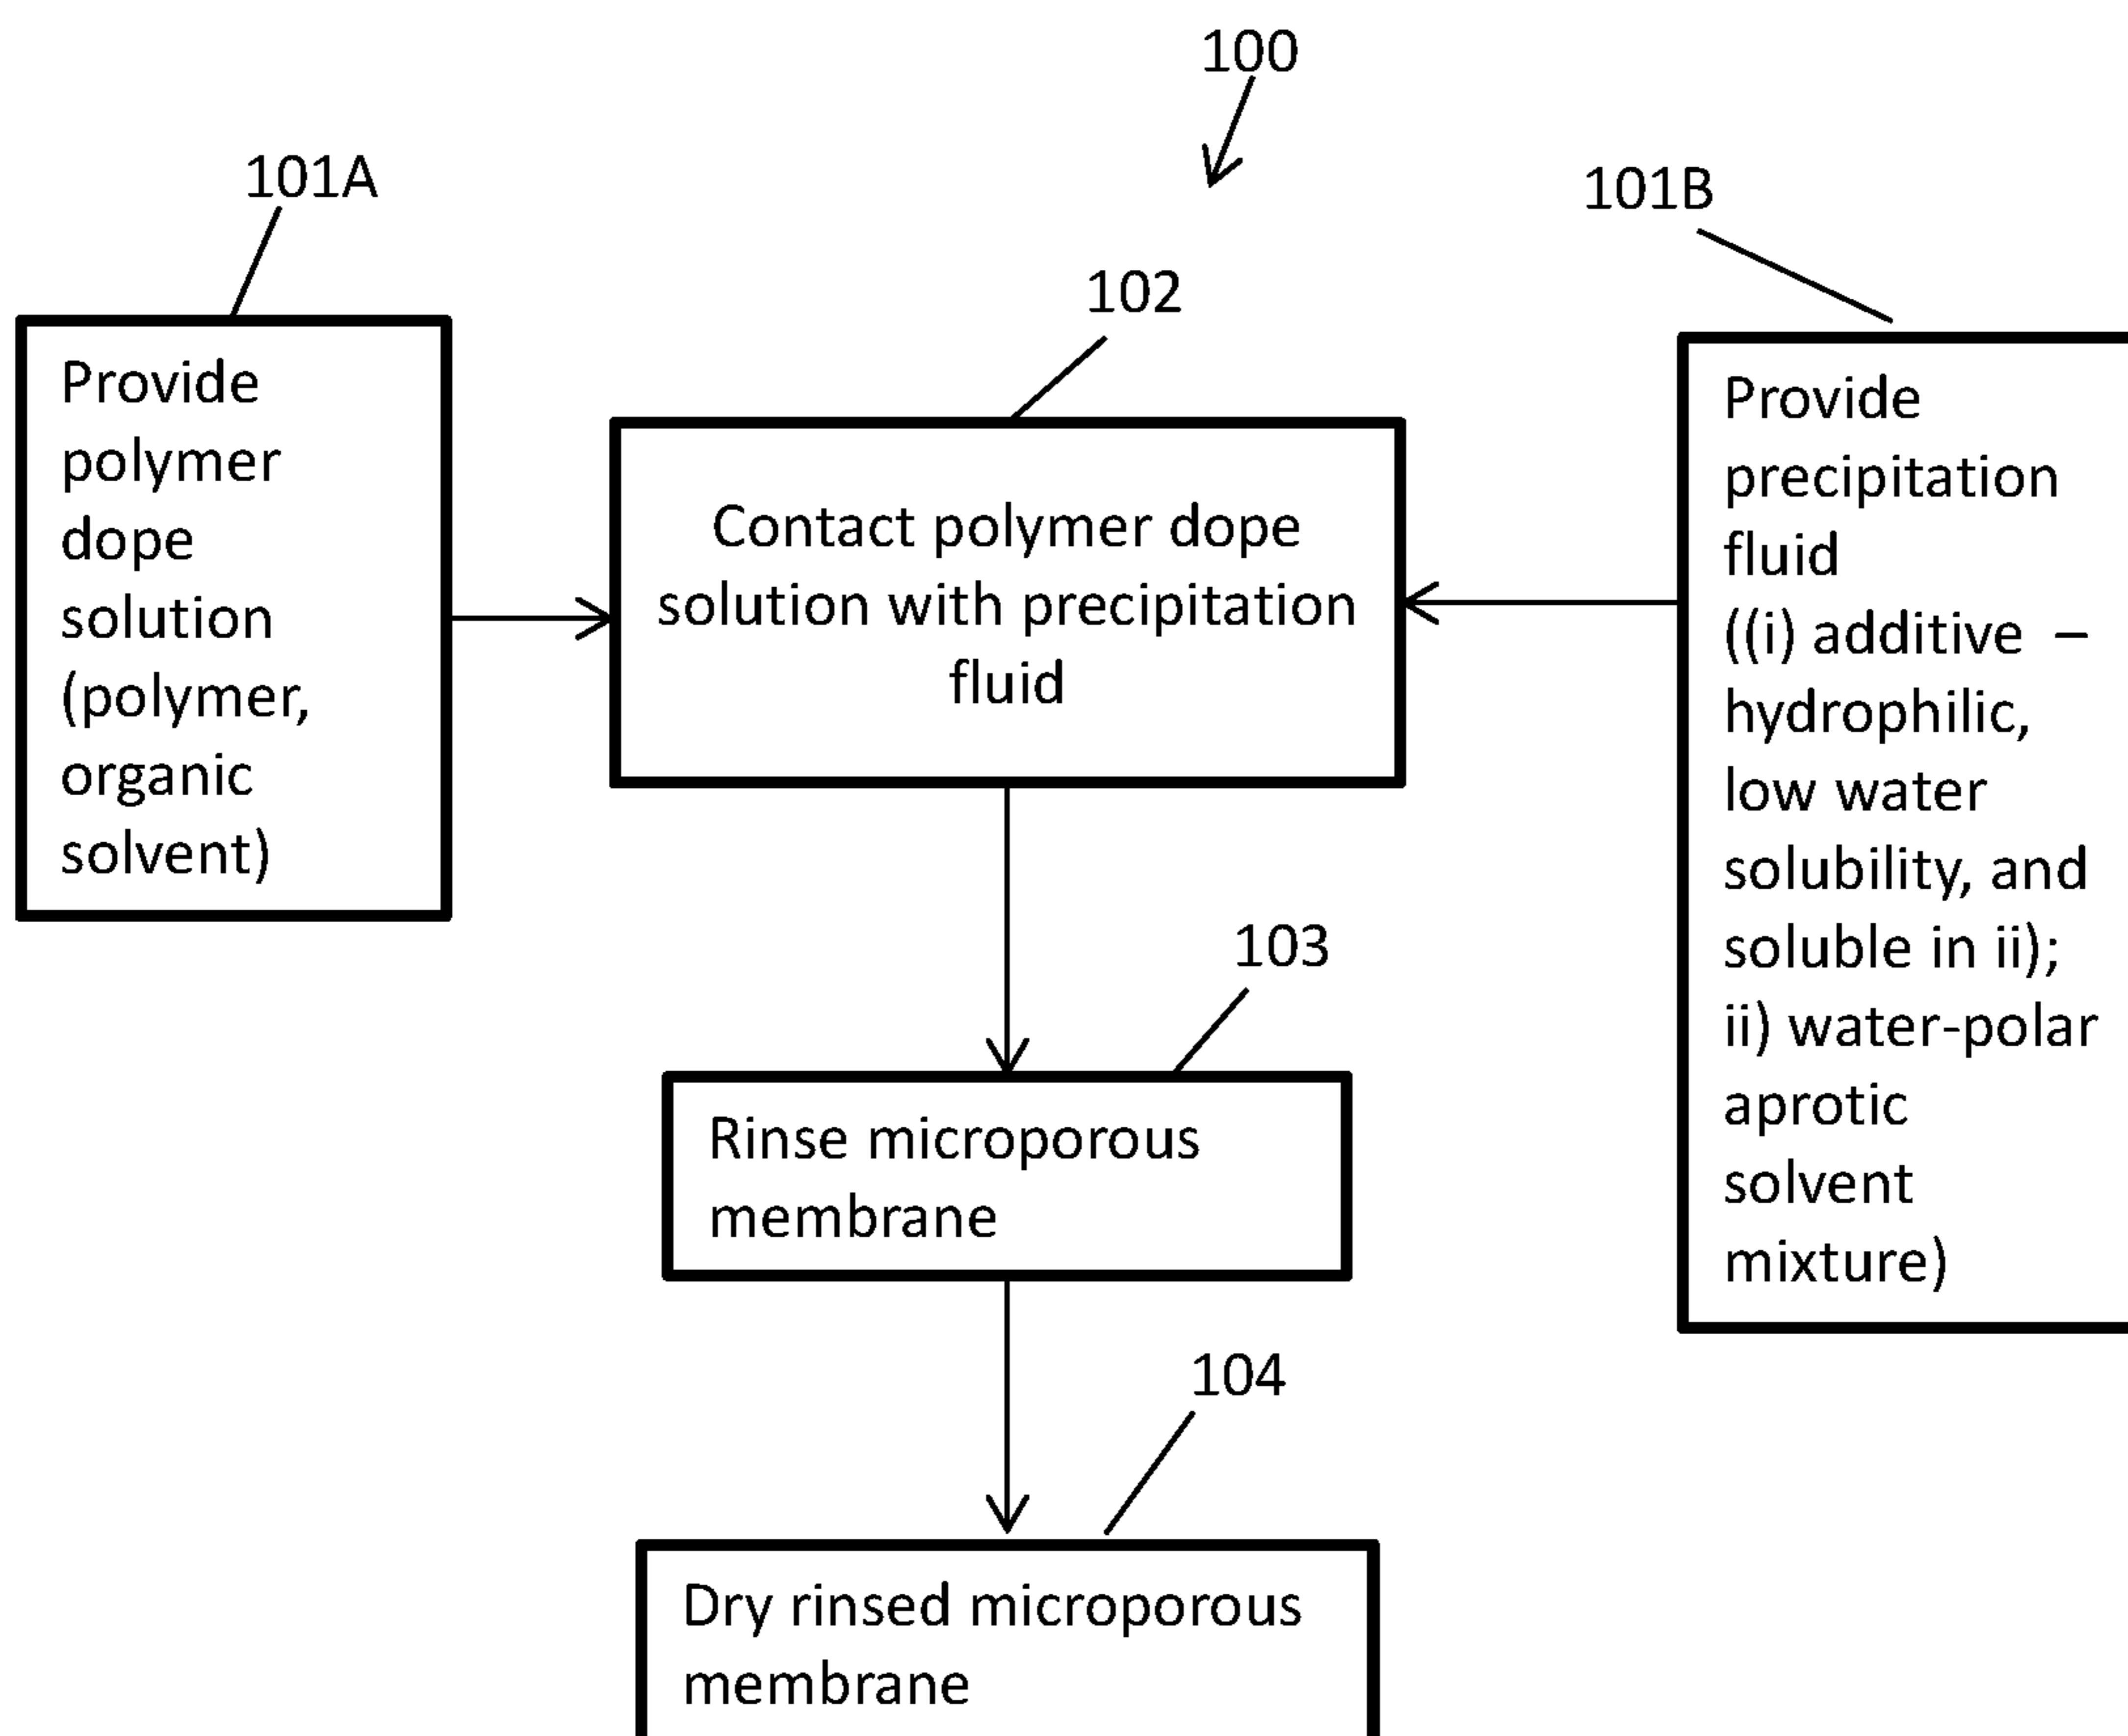 100
101A
101B
102
Provide
polymer
dope
solution
(polymer,
organic
solvent)
Contact polymer dope
solution with precipitation
fluid
Provide
precipitation
fluid
((i) additive –
hydrophilic,
low water
solubility, and
soluble in ii);
ii) water-polar
aprotic
solvent
mixture)
103
Rinse microporous
membrane
104
Dry rinsed microporous
membrane